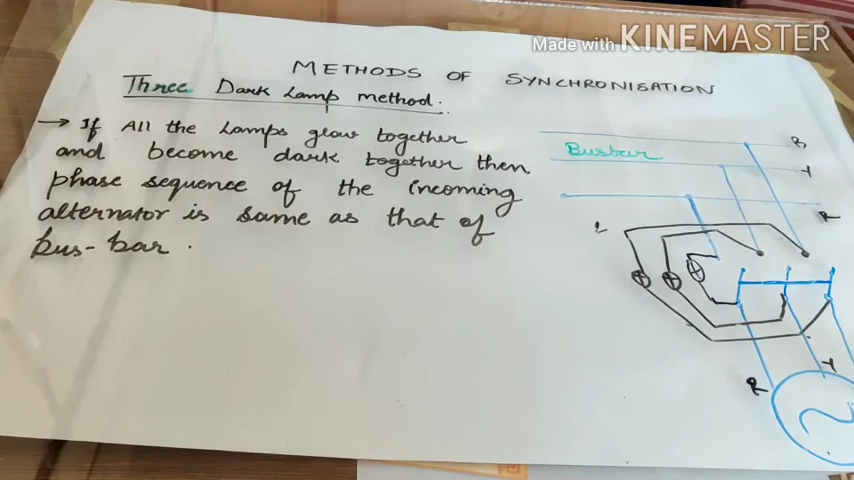 Made with KINEMASTER
METHODS OF SYNCHRONISATION
Three Dark Lamp method.
→ If All the Lamps glow together
and become dark together then
phase sequence of the incoming
alternator is same as that of
bus-bar.
Busbar
B
Y
R
L
R
Y